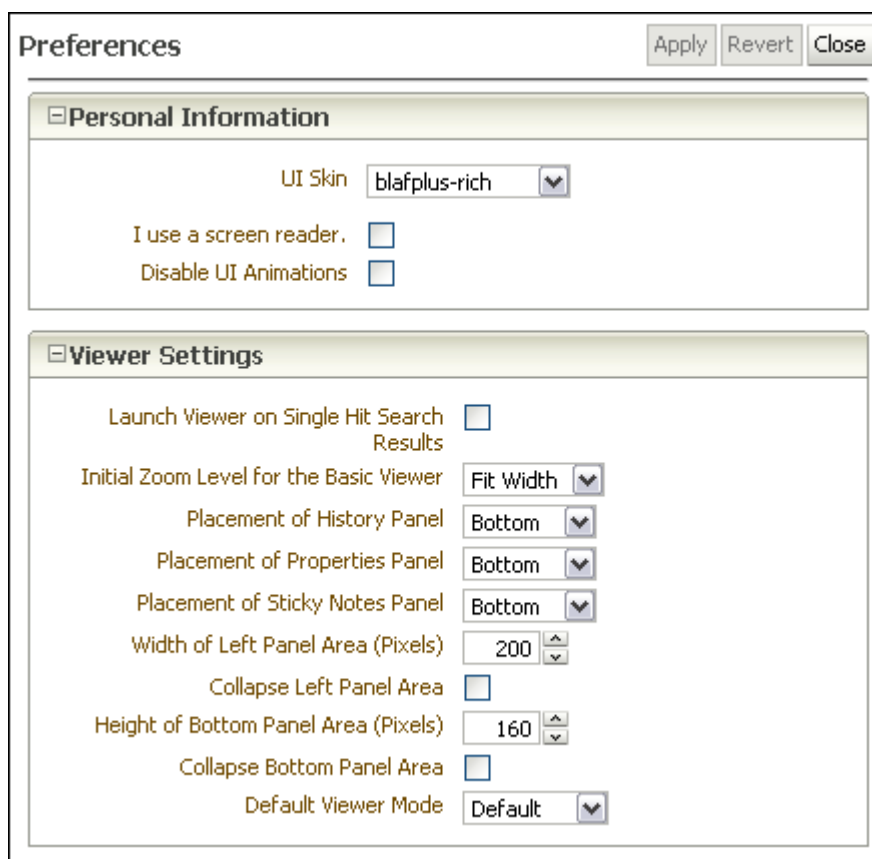 Preferences
Apply Revert Close
Personal Information
UI Skin blafplus-rich
I use a screen reader.
Disable UI Animations
Viewer Settings
Launch Viewer on Single Hit Search
Results
Initial Zoom Level for the Basic Viewer Fit Width
Placement of History Panel Bottom
Placement of Properties Panel Bottom
Placement of Sticky Notes Panel Bottom
Width of Left Panel Area (Pixels) 200
Collapse Left Panel Area
Height of Bottom Panel Area (Pixels) 160
Collapse Bottom Panel Area
Default Viewer Mode Default